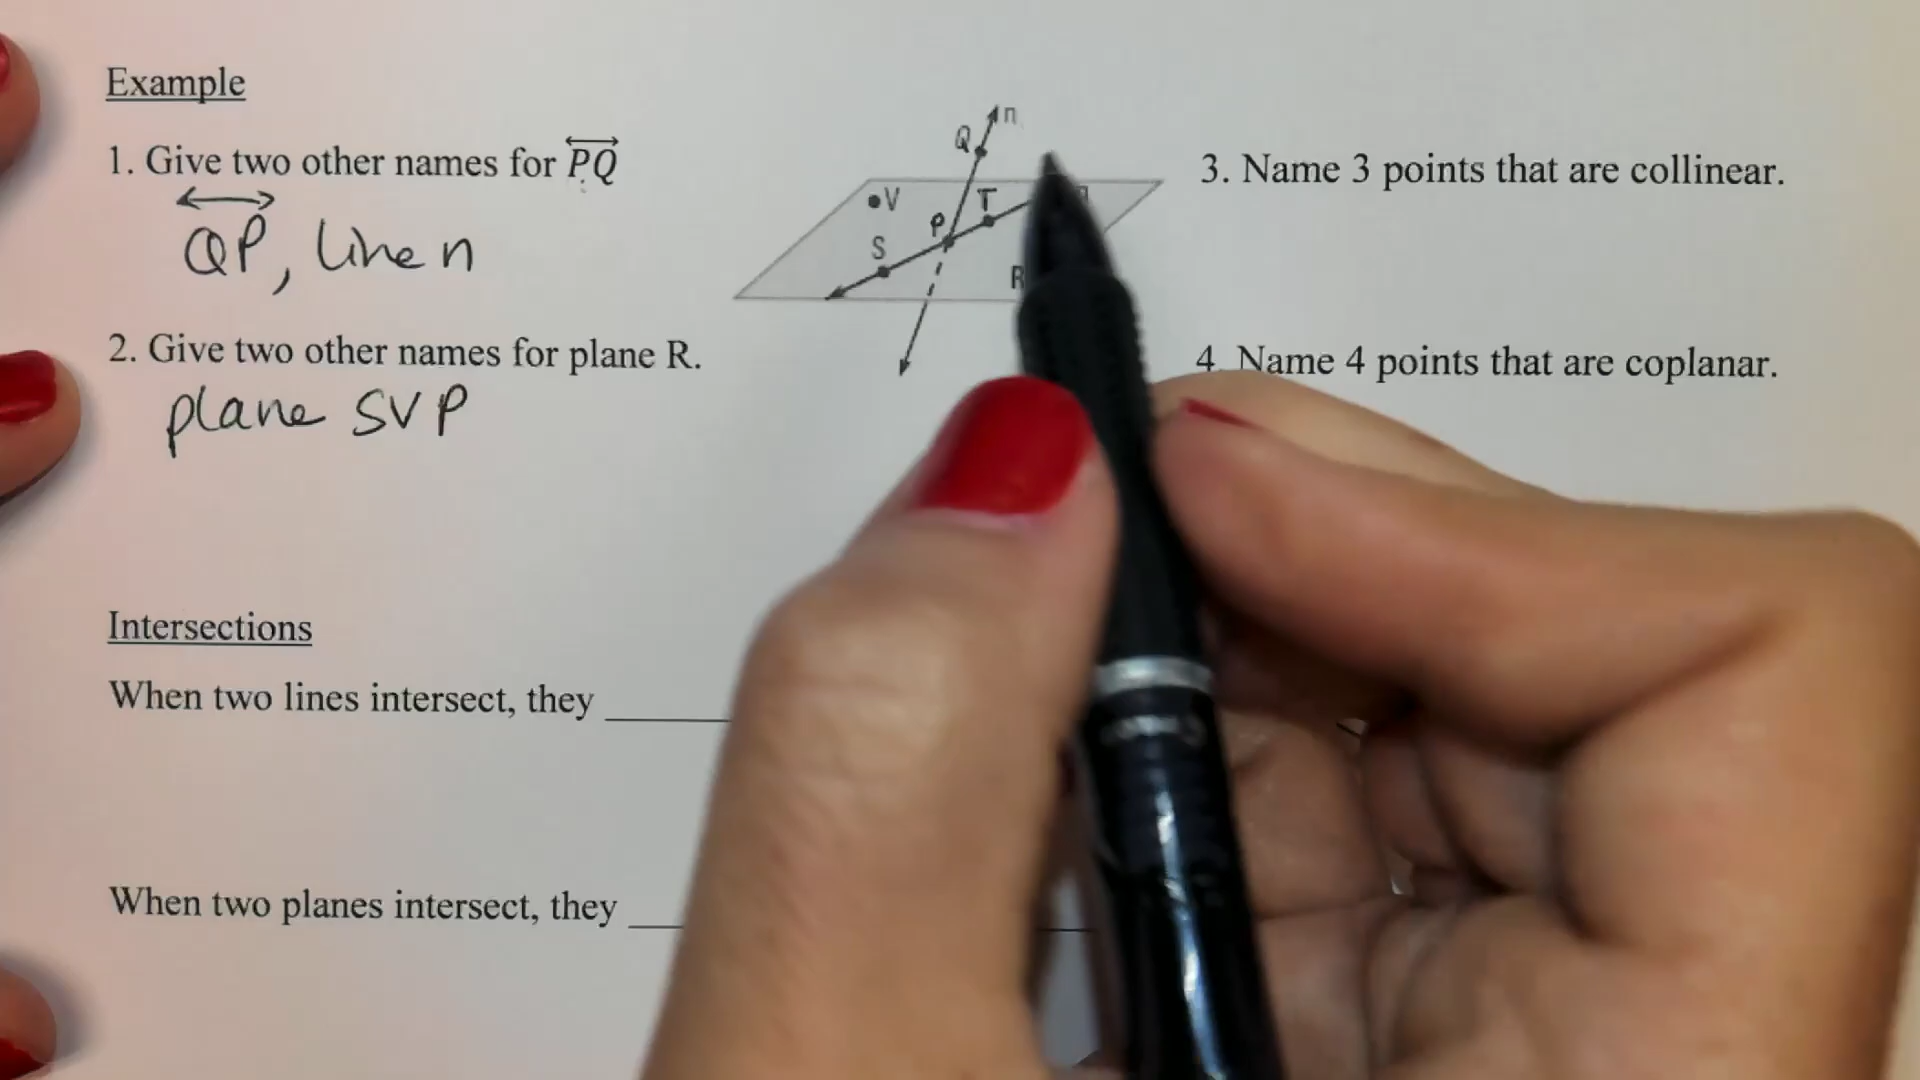 Example
1. Give two other names for PQ
QP, line n
2. Give two other names for plane R.
plane SVP
n
Q
V
T
P
S
R
3. Name 3 points that are collinear.
4. Name 4 points that are coplanar.
Intersections
When two lines intersect, they
When two planes intersect, they